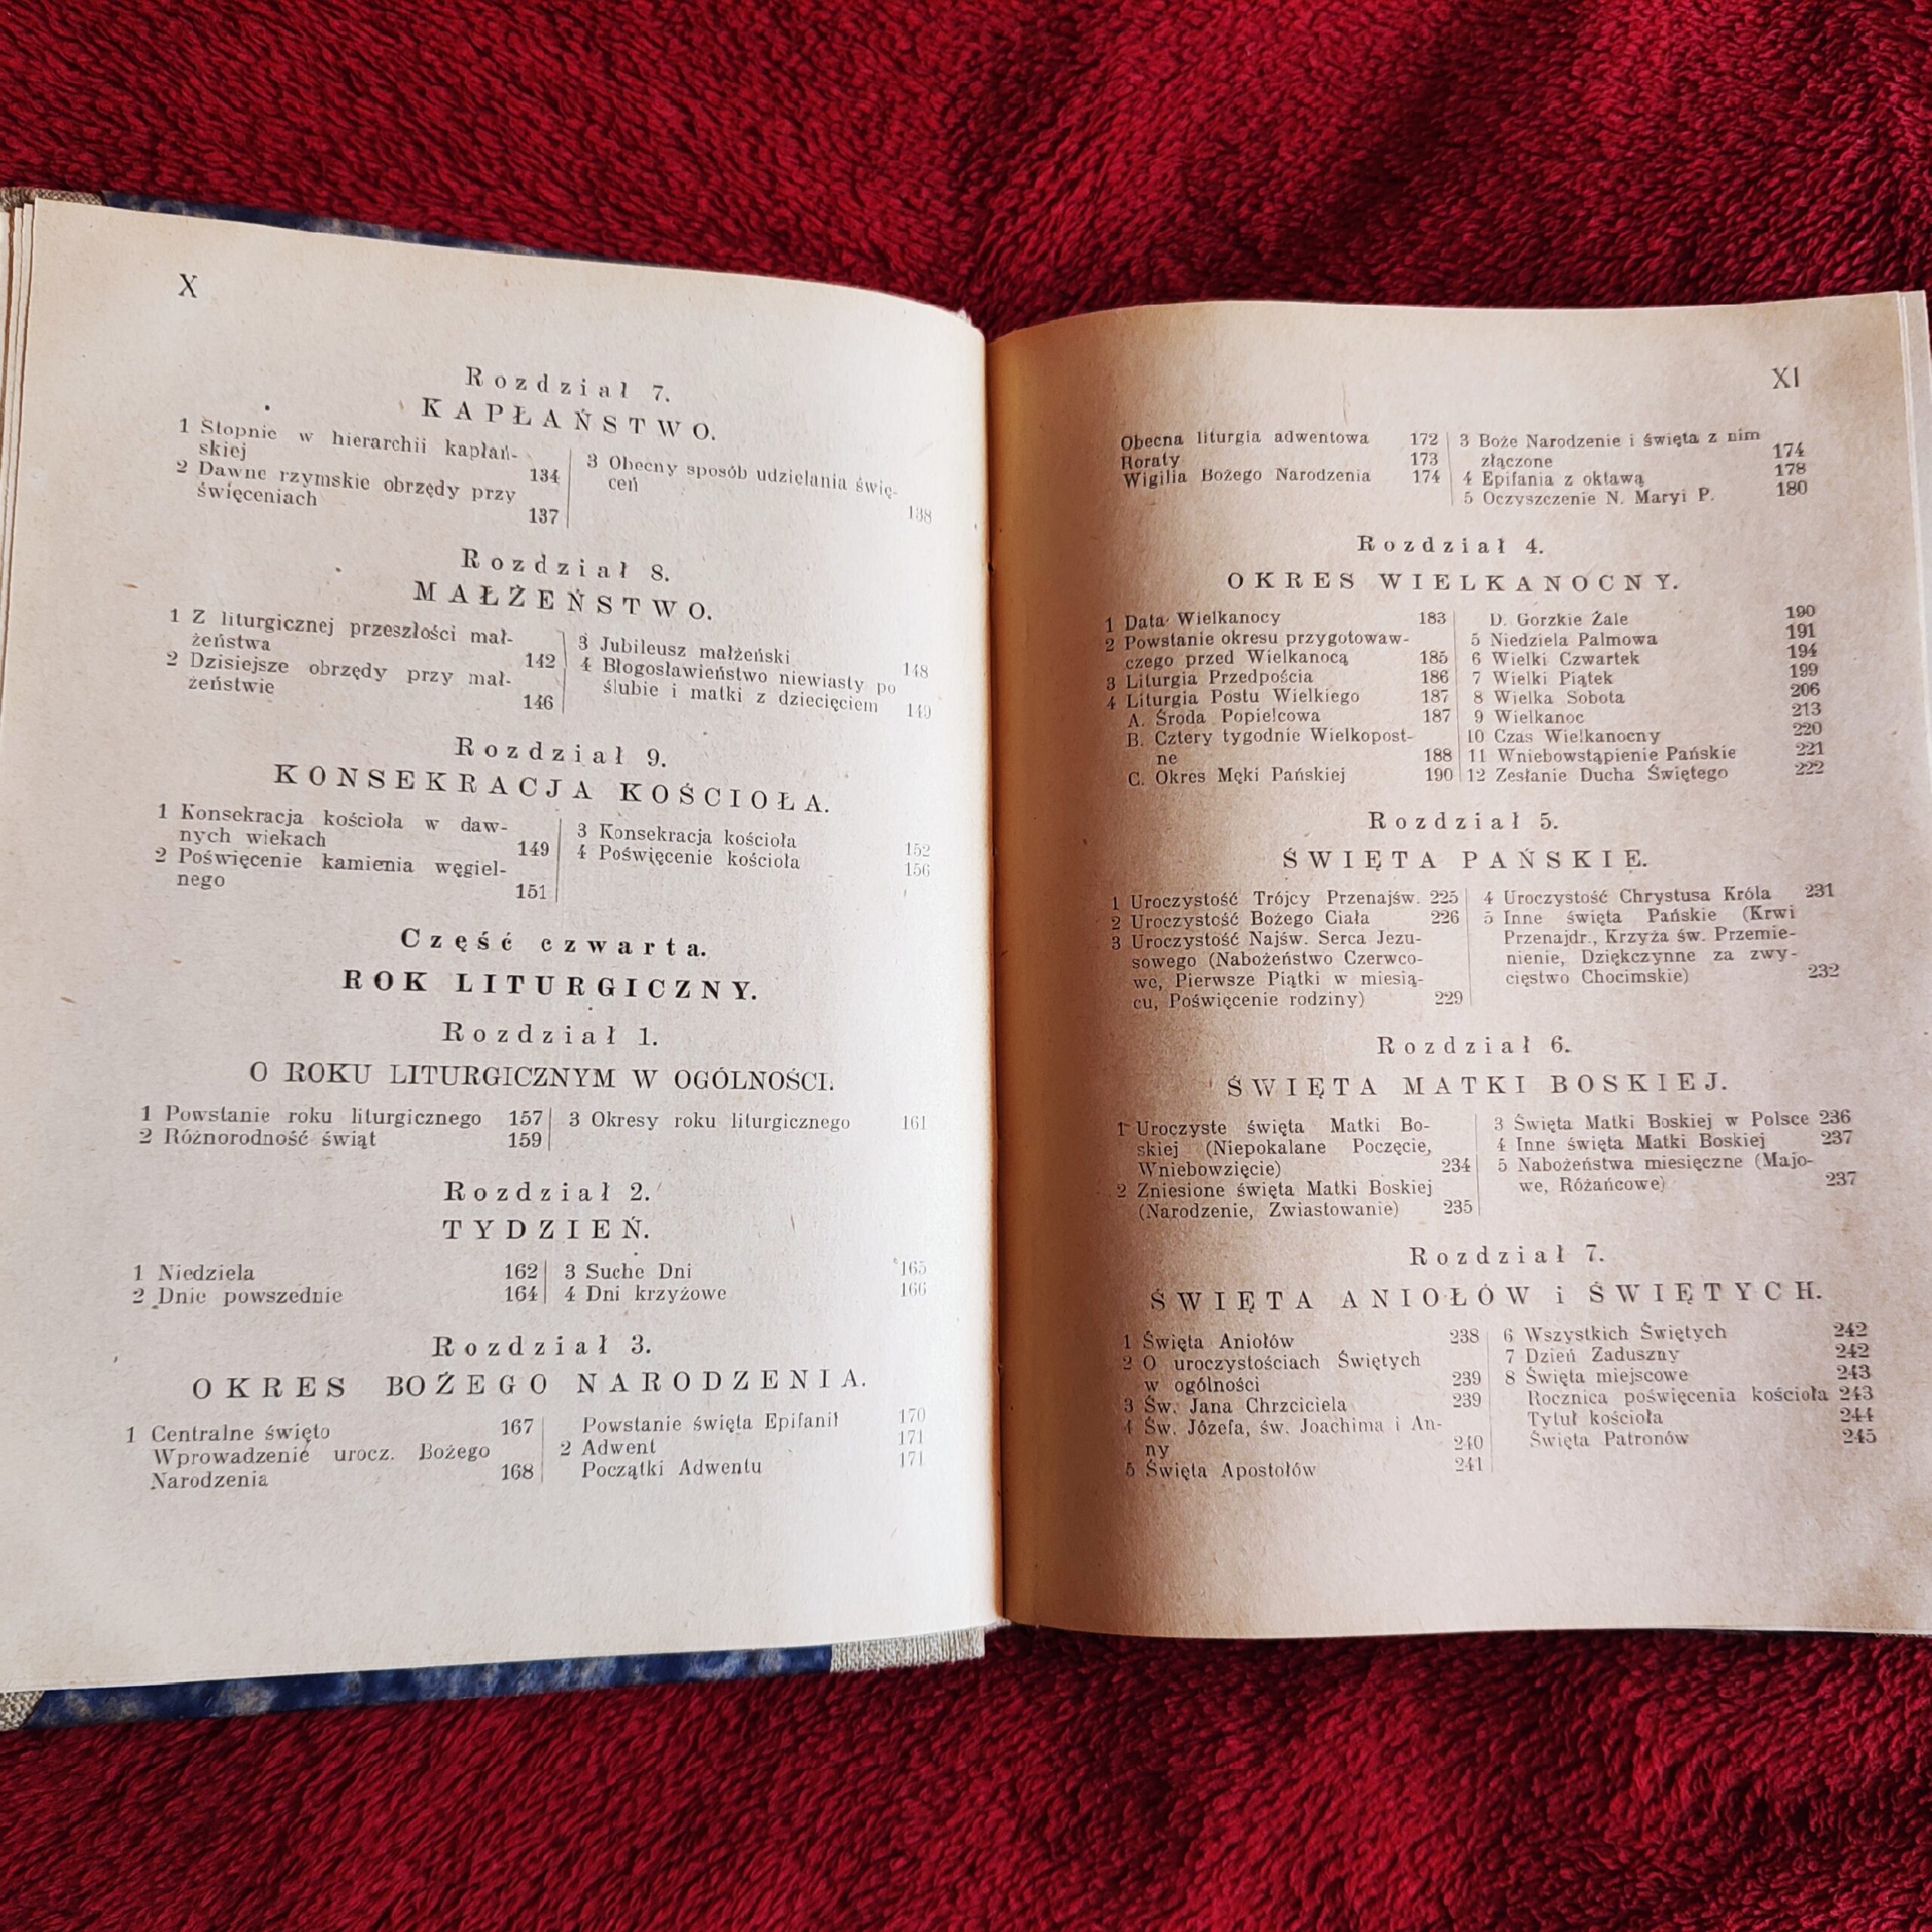 X
Rozdział 7.
KAPŁAŃSTWO.
1 Stopnie w hierarchii kapłań-
skiej 134
2 Dawne rzymskie obrzędy przy
święceniach 137
3 Obecny sposób udzielania świę-
ceń 138
Rozdział 8.
MAŁŻEŃSTWO.
1 Z liturgicznej przeszłości mał-
żeństwa 142
2 Dzisiejsze obrzędy przy mał-
żeństwie 146
3 Jubileusz małżeński 148
4 Błogosławieństwo niewiasty po
ślubie i matki z dziecięciem 149
Rozdział 9.
KONSEKRACJA KOŚCIOŁA.
1 Konsekracja kościoła w daw-
nych wiekach 149
2 Poświęcenie kamienia węgiel-
nego 151
3 Konsekracja kościoła 152
4 Poświęcenie kościoła 156
Część czwarta.
ROK LITURGICZNY.
Rozdział 1.
O ROKU LITURGICZNYM W OGÓLNOŚCI.
1 Powstanie roku liturgicznego 157
2 Różnorodność świąt 159
3 Okresy roku liturgicznego 161
Rozdział 2.
TYDZIEŃ.
1 Niedziela 162
2 Dnie powszednie 164
3 Suche Dni 165
4 Dni krzyżowe 166
Rozdział 3.
OKRES BOŻEGO NARODZENIA.
1 Centralne święto 167
Wprowadzenie urocz. Bożego
Narodzenia 168
Powstanie święta Epifanii 170
2 Adwent 171
Początki Adwentu 171
XI
Obecna liturgia adwentowa 172
Roraty 173
Wigilia Bożego Narodzenia 174
3 Boże Narodzenie i święta z nim
złączone 174
4 Epifania z oktawą 178
5 Oczyszczenie N. Maryi P. 180
Rozdział 4.
OKRES WIELKANOCNY.
1 Data Wielkanocy 183
2 Powstanie okresu przygotowaw-
czego przed Wielkanocą 185
3 Liturgia Przedpościa 186
4 Liturgia Postu Wielkiego 187
A. Środa Popielcowa 187
B. Cztery tygodnie Wielkopost-
ne 188
C. Okres Męki Pańskiej 190
D. Gorzkie Żale 190
5 Niedziela Palmowa 191
6 Wielki Czwartek 194
7 Wielki Piątek 199
8 Wielka Sobota 206
9 Wielkanoc 213
10 Czas Wielkanocny 220
11 Wniebowstąpienie Pańskie 221
12 Zesłanie Ducha Świętego 222
Rozdział 5.
ŚWIĘTA PAŃSKIE.
1 Uroczystość Trójcy Przenajśw. 225
2 Uroczystość Bożego Ciała 226
3 Uroczystość Najśw. Serca Jezu-
sowego (Nabożeństwo Czerwco-
we, Pierwsze Piątki w miesią-
cu, Poświęcenie rodziny) 229
4 Uroczystość Chrystusa Króla 231
5 Inne święta Pańskie (Krwi
Przenajdr., Krzyża św. Przemie-
nienie, Dziękczynne za zwy-
cięstwo Chocimskie) 232
Rozdział 6.
ŚWIĘTA MATKI BOSKIEJ.
1 Uroczyste święta Matki Bo-
skiej (Niepokalane Poczęcie,
Wniebowzięcie) 234
2 Zniesione święta Matki Boskiej
(Narodzenie, Zwiastowanie) 235
3 Święta Matki Boskiej w Polsce 236
4 Inne święta Matki Boskiej 237
5 Nabożeństwa miesięczne (Majo-
we, Różańcowe) 237
Rozdział 7.
ŚWIĘTA ANIOŁÓW i ŚWIĘTYCH.
1 Święta Aniołów 238
2 O uroczystościach Świętych
w ogólności 239
3 Św. Jana Chrzciciela 239
4 Św. Józefa, św. Joachima i An-
ny 240
5 Święta Apostołów 241
6 Wszystkich Świętych 242
7 Dzień Zaduszny 242
8 Święta miejscowe 243
Rocznica poświęcenia kościoła 243
Tytuł kościoła 244
Święta Patronów 245